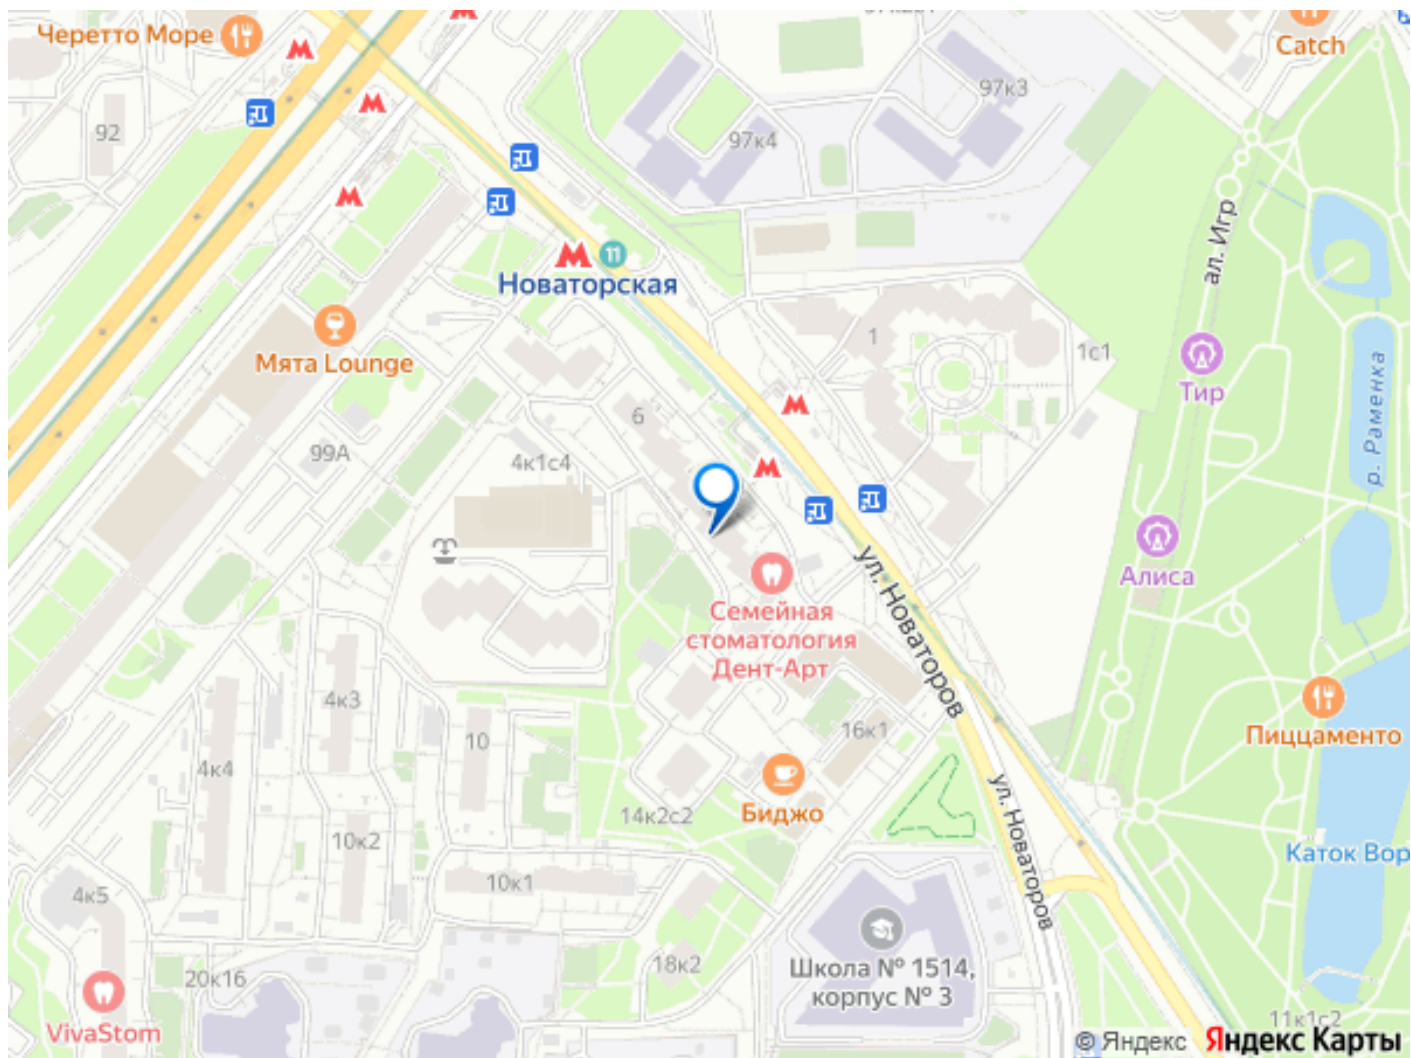 Черетто Море
Catch
92
97к3
97к4
ал. Игр
11
Новаторская
Мята Lounge
1
1с1
Тир
р. Раменка
6
99А
4к1с4
ул. Новаторов
Алиса
Семейная
стоматология
Дент-Арт
4к3
10
16к1
Пиццаменто
4к4
Биджо
14к2с2
ул. Новаторов
10к2
Каток Вор
10к1
4к5
Школа № 1514,
корпус № 3
18к2
20к16
VivaStom
11к1с2
© Яндекс Яндекс Карты